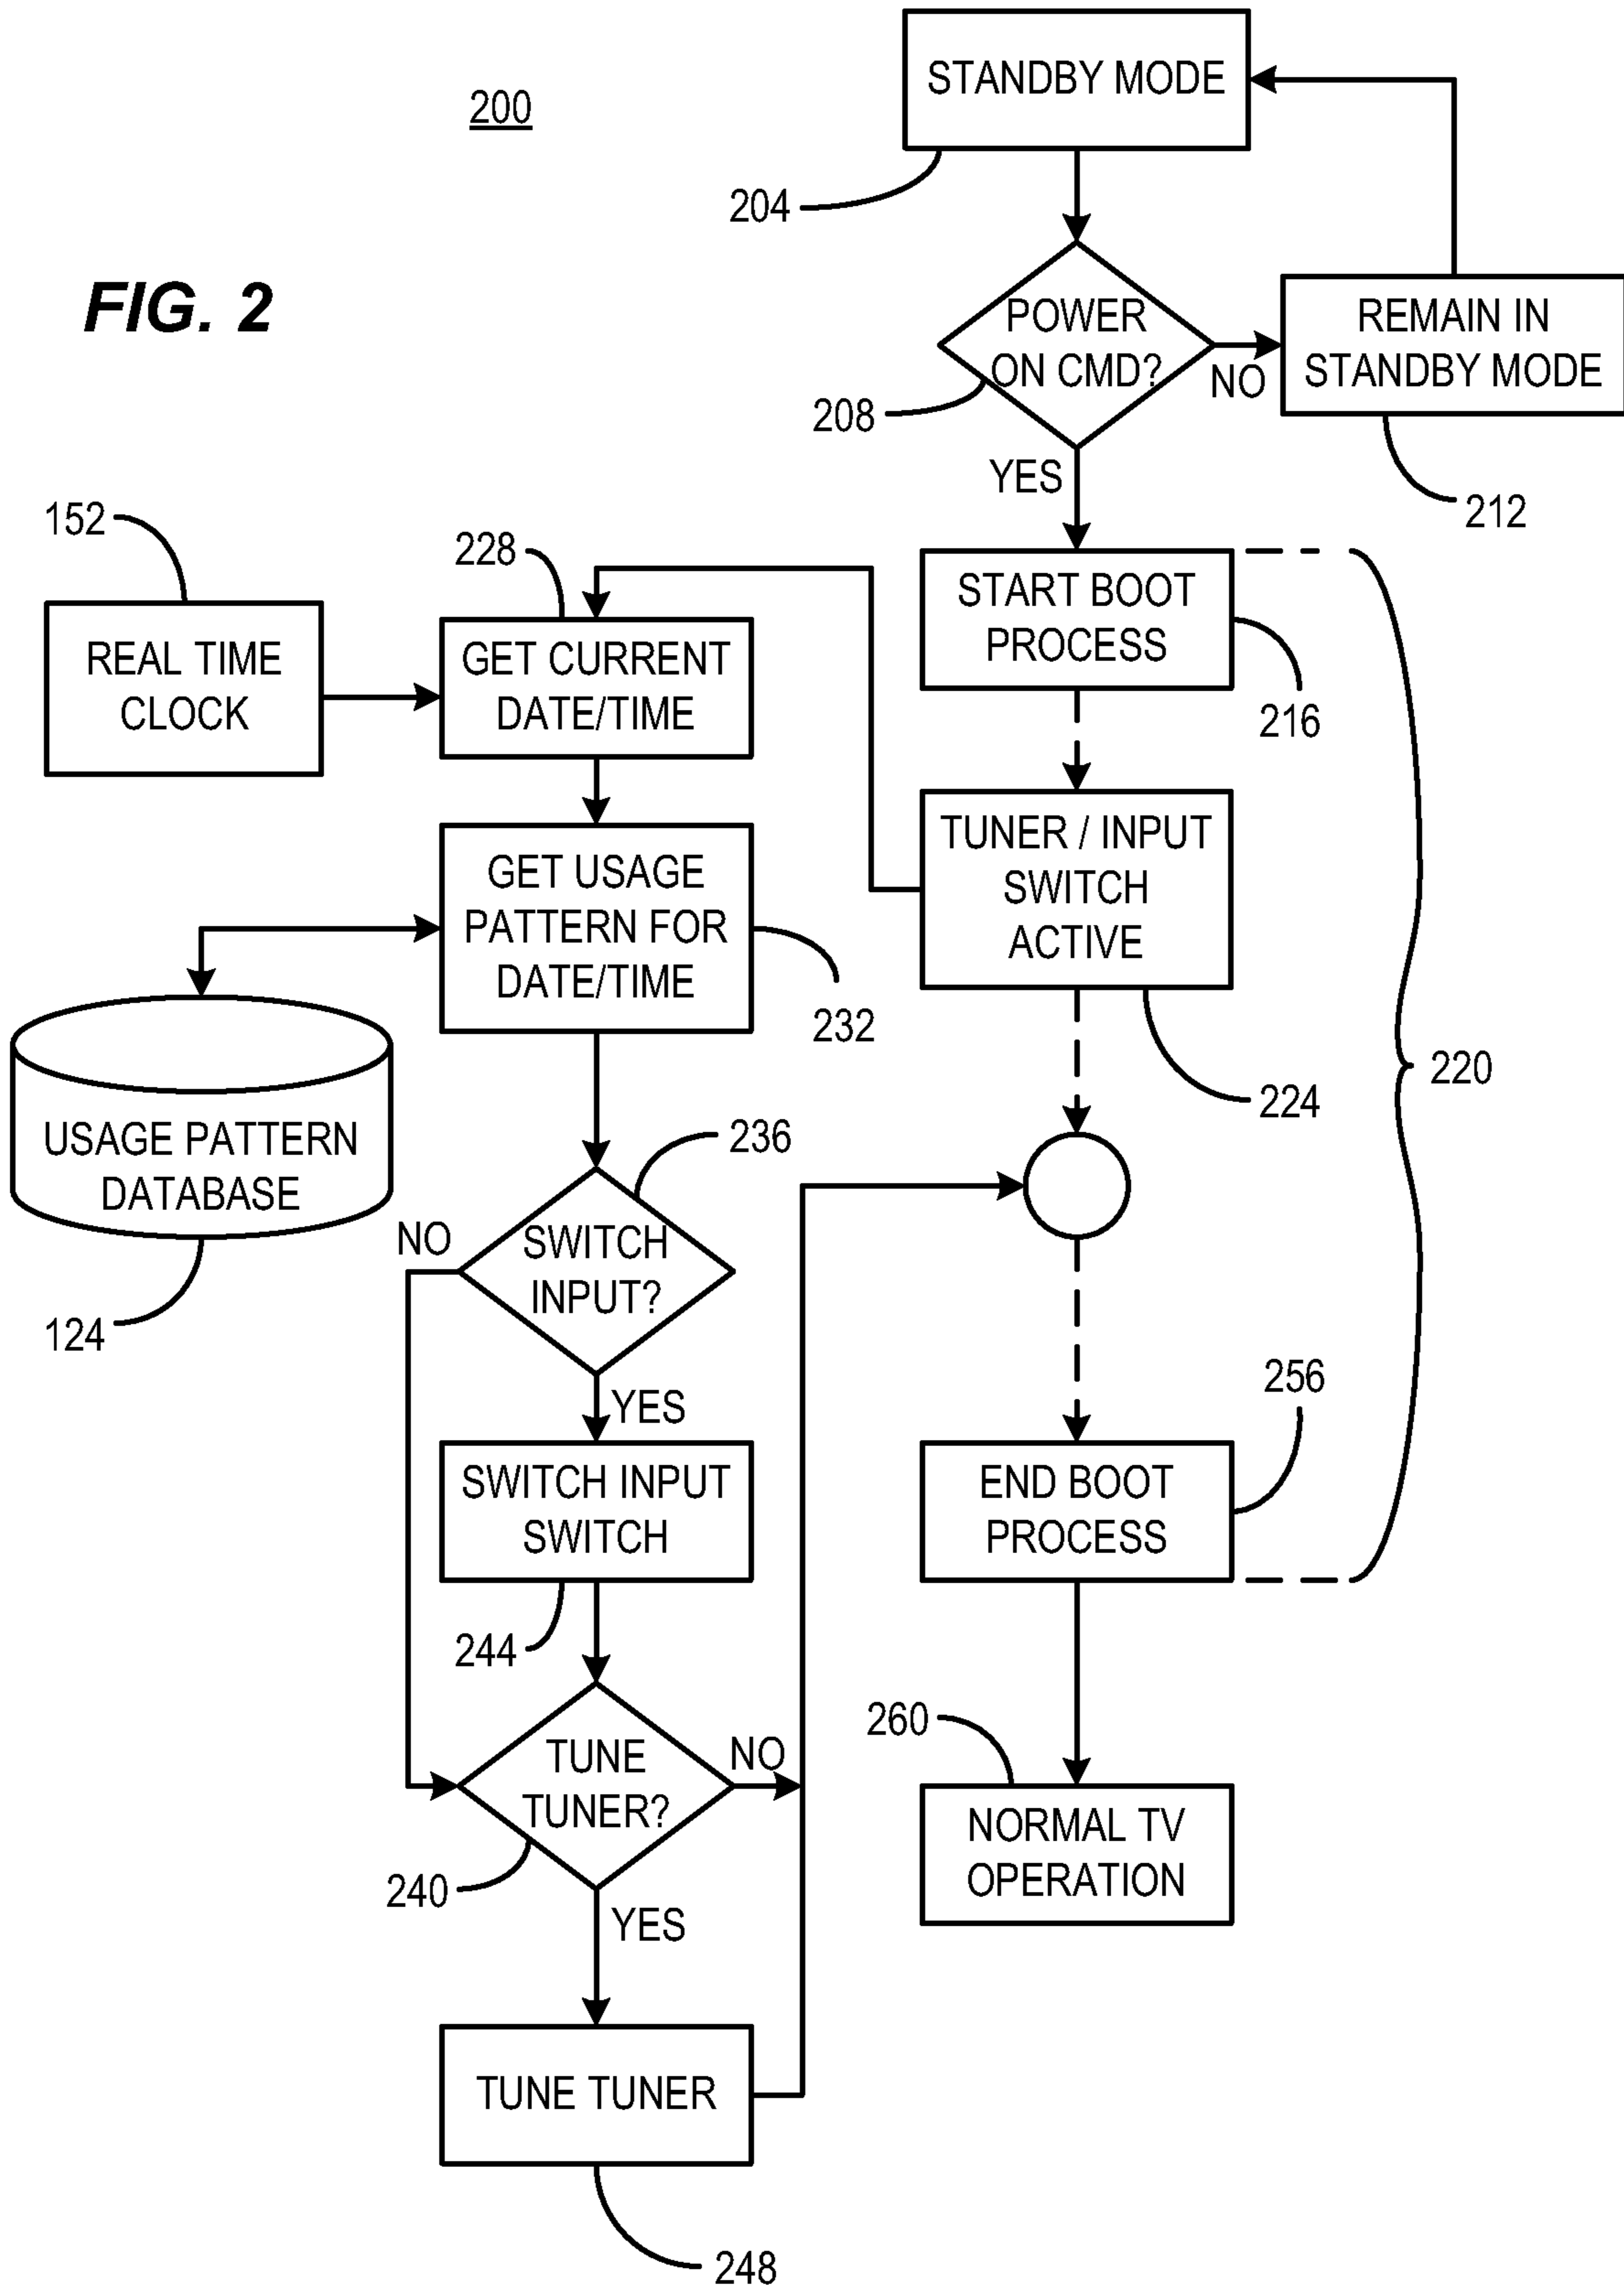 STANDBY MODE
200
204
FIG. 2
POWER
ON CMD?
NO
REMAIN IN
STANDBY MODE
208
YES
212
152
228
START BOOT
PROCESS
REAL TIME
CLOCK
GET CURRENT
DATE/TIME
216
TUNER / INPUT
SWITCH
ACTIVE
GET USAGE
PATTERN FOR
DATE/TIME
232
220
224
USAGE PATTERN
DATABASE
236
NO
SWITCH
INPUT?
124
YES
256
SWITCH INPUT
SWITCH
END BOOT
PROCESS
244
260
TUNE
TUNER?
NO
240
YES
NORMAL TV
OPERATION
TUNE TUNER
248